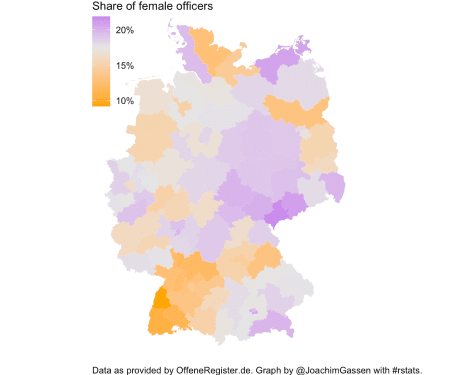 Share of female officers
20%
15%
10%
Data as provided by OffeneRegister.de. Graph by @JoachimGassen with #rstats.